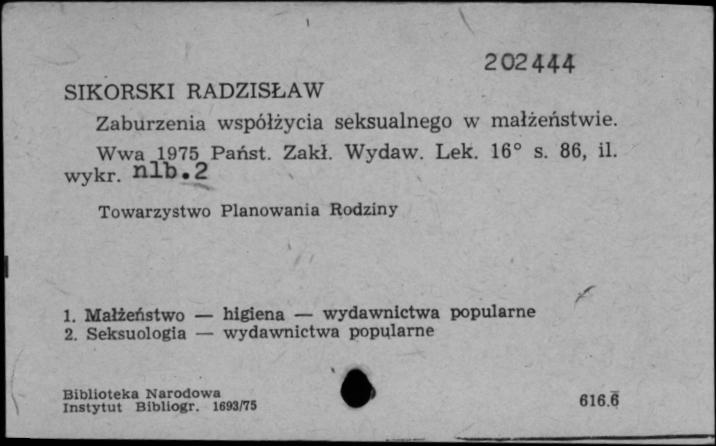 202444
SIKORSKI RADZISŁAW
Zaburzenia współżycia seksualnego w małżeństwie.
Wwa 1975 Państ. Zakł. Wydaw. Lek. 16° s. 86, il.
wykr. nlb.2
Towarzystwo Planowania Rodziny
1. Małżeństwo — higiena — wydawnictwa popularne
2. Seksuologia — wydawnictwa popularne
Biblioteka Narodowa
Instytut Bibliogr. 1693/75
616.6